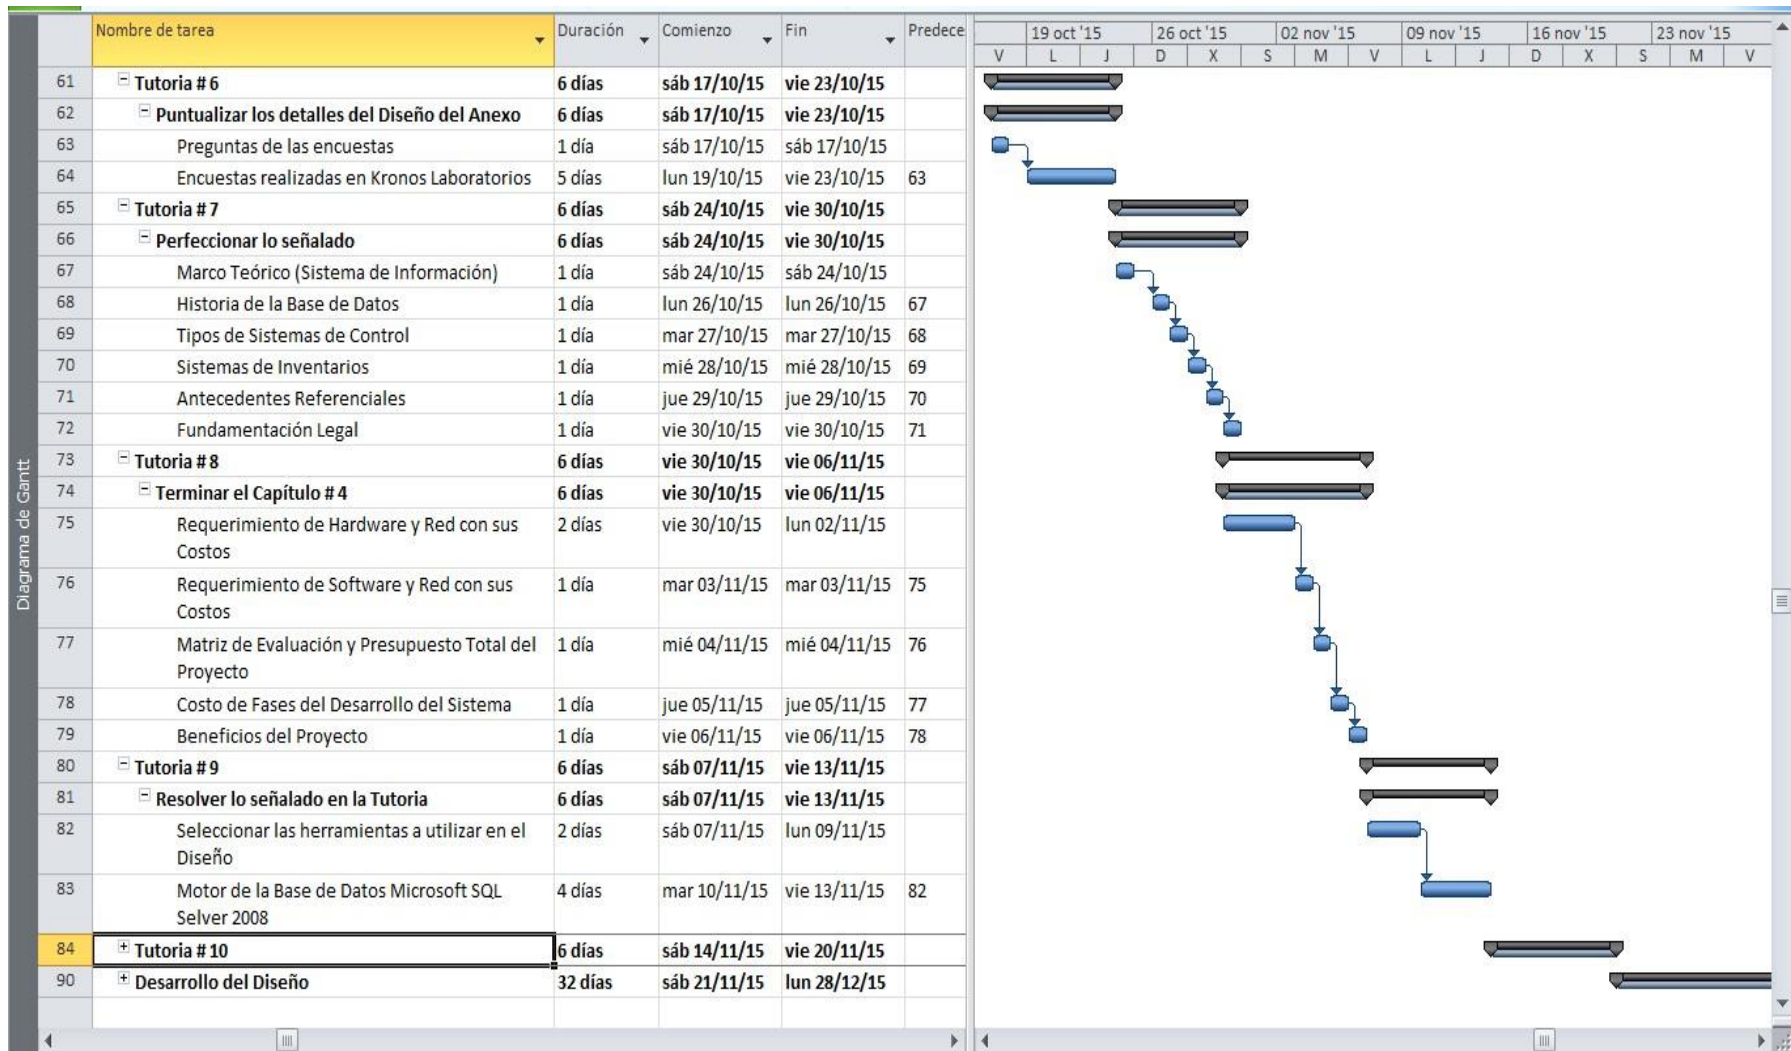 Nombre de tarea Duración Comienzo Fin Predece
19 oct '15 26 oct '15 02 nov '15 09 nov '15 16 nov '15 23 nov '15
V L J D X S M V L J D X S M V
61 Tutoria # 6 6 días sáb 17/10/15 vie 23/10/15
62 Puntualizar los detalles del Diseño del Anexo 6 días sáb 17/10/15 vie 23/10/15
63 Preguntas de las encuestas 1 día sáb 17/10/15 sáb 17/10/15
64 Encuestas realizadas en Kronos Laboratorios 5 días lun 19/10/15 vie 23/10/15 63
65 Tutoria # 7 6 días sáb 24/10/15 vie 30/10/15
66 Perfeccionar lo señalado 6 días sáb 24/10/15 vie 30/10/15
67 Marco Teórico (Sistema de Información) 1 día sáb 24/10/15 sáb 24/10/15
68 Historia de la Base de Datos 1 día lun 26/10/15 lun 26/10/15 67
69 Tipos de Sistemas de Control 1 día mar 27/10/15 mar 27/10/15 68
70 Sistemas de Inventarios 1 día mié 28/10/15 mié 28/10/15 69
71 Antecedentes Referenciales 1 día jue 29/10/15 jue 29/10/15 70
72 Fundamentación Legal 1 día vie 30/10/15 vie 30/10/15 71
73 Tutoria # 8 6 días vie 30/10/15 vie 06/11/15
74 Terminar el Capítulo # 4 6 días vie 30/10/15 vie 06/11/15
75 Requerimiento de Hardware y Red con sus 2 días vie 30/10/15 lun 02/11/15
Costos
76 Requerimiento de Software y Red con sus 1 día mar 03/11/15 mar 03/11/15 75
Costos
77 Matriz de Evaluación y Presupuesto Total del 1 día mié 04/11/15 mié 04/11/15 76
Proyecto
78 Costo de Fases del Desarrollo del Sistema 1 día jue 05/11/15 jue 05/11/15 77
79 Beneficios del Proyecto 1 día vie 06/11/15 vie 06/11/15 78
80 Tutoria # 9 6 días sáb 07/11/15 vie 13/11/15
81 Resolver lo señalado en la Tutoria 6 días sáb 07/11/15 vie 13/11/15
82 Seleccionar las herramientas a utilizar en el 2 días sáb 07/11/15 lun 09/11/15
Diseño
83 Motor de la Base de Datos Microsoft SQL 4 días mar 10/11/15 vie 13/11/15 82
Selver 2008
84 Tutoria # 10 6 días sáb 14/11/15 vie 20/11/15
90 Desarrollo del Diseño 32 días sáb 21/11/15 lun 28/12/15
Diagrama de Gantt